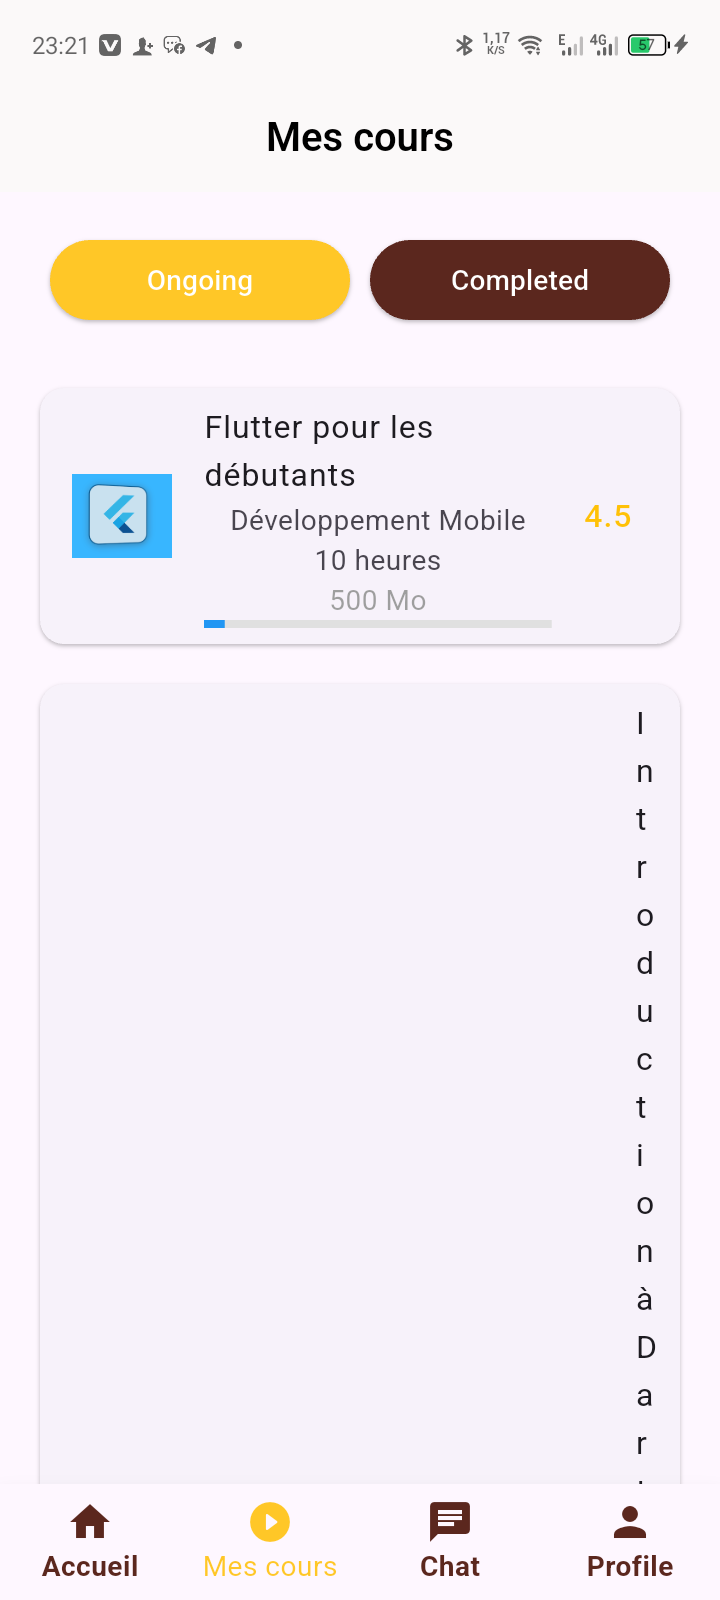 23:21
1,17
K/S
E
4G
57
Mes cours
Ongoing
Completed
Flutter pour les
débutants
Développement Mobile
10 heures
500 Mo
4.5
I
n
t
r
o
d
u
c
t
i
o
n
à
D
a
r
Accueil
Mes cours
Chat
Profile